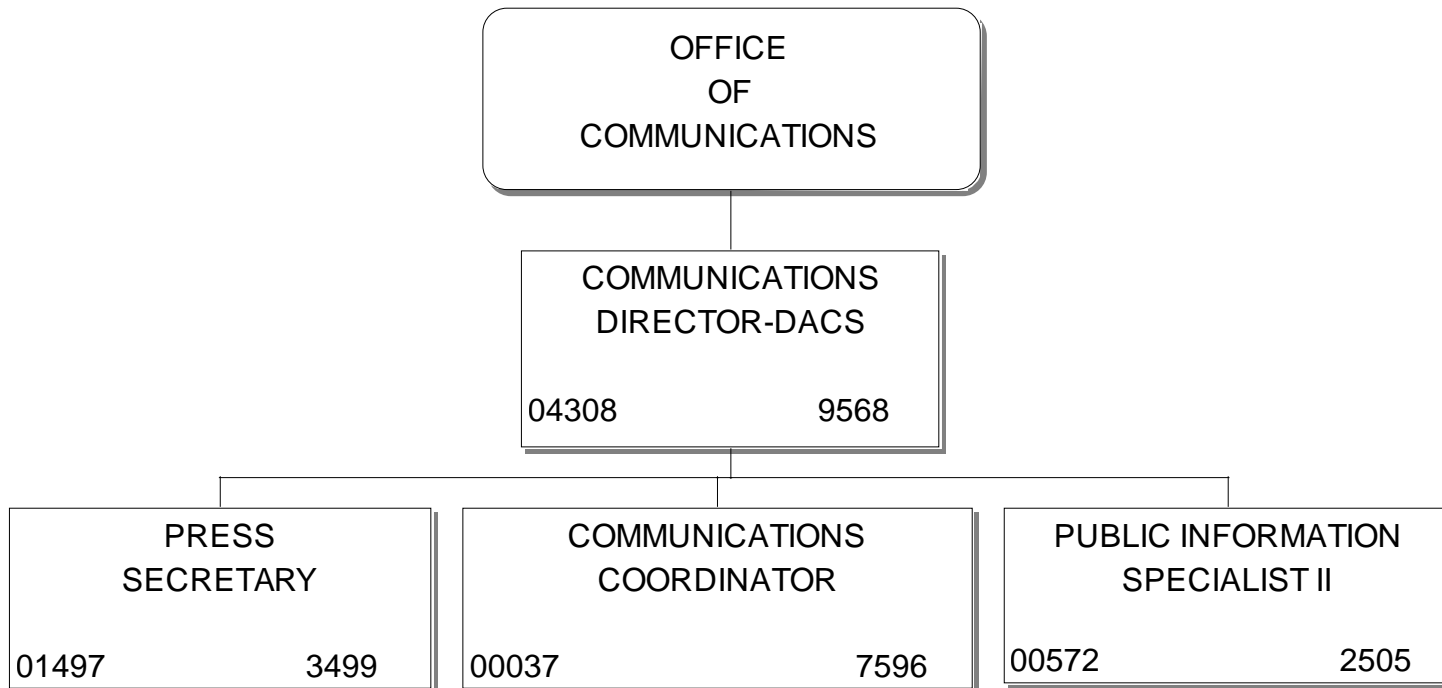 OFFICE
OF
COMMUNICATIONS
COMMUNICATIONS
DIRECTOR-DACS
04308 9568
PRESS
SECRETARY
01497 3499
COMMUNICATIONS
COORDINATOR
00037 7596
PUBLIC INFORMATION
SPECIALIST II
00572 2505